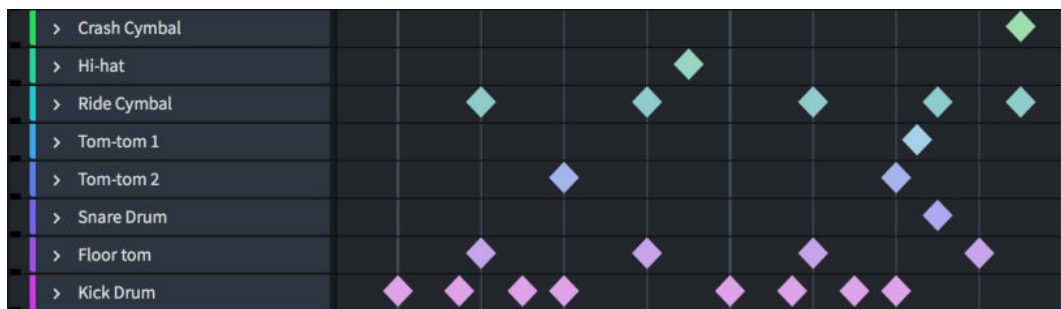 Crash Cymbal
Hi-hat
Ride Cymbal
Tom-tom 1
Tom-tom 2
Snare Drum
Floor tom
Kick Drum